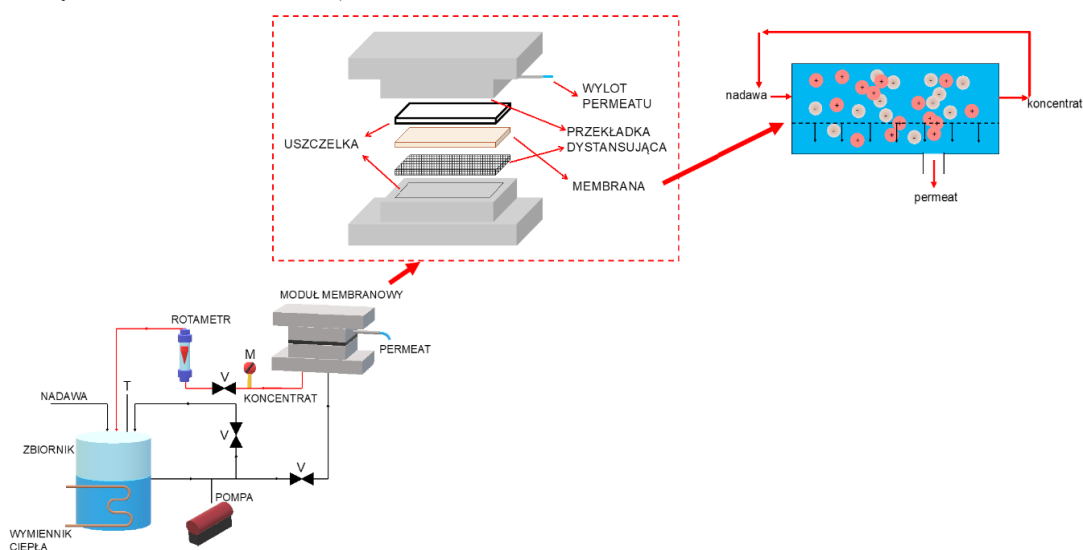 WYLOT
PERMEATU
USZCZELKA
PRZEKŁADKA
DYSTANSUJĄCA
MEMBRANA
nadawa
koncentrat
permeat
MODUŁ MEMBRANOWY
ROTAMETR
PERMEAT
M
V
KONCENTRAT
T
NADAWA
V
ZBIORNIK
V
POMPA
WYMIENNIK
CIEPŁA